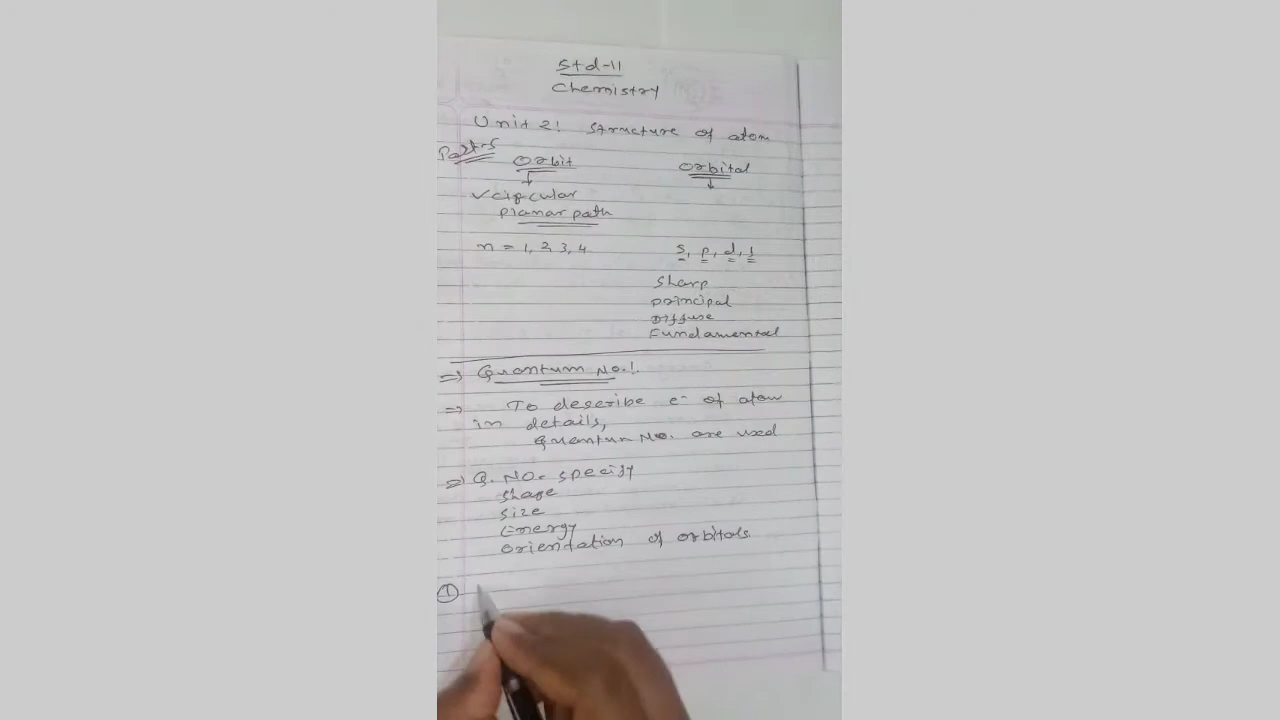 Std-11
Chemistry
Unit 2: Structure of atom
Part-5
Orbit Orbital
circular
planar path
n = 1, 2, 3, 4 s, p, d, f
Sharp
Principal
Diffuse
Fundamental
⇒ Quantum No.:
⇒ To describe e⁻ of atom
in details,
Quantum No. are used
⇒ Q. No. specify
Shape
Size
Energy
Orientation of orbitals
①